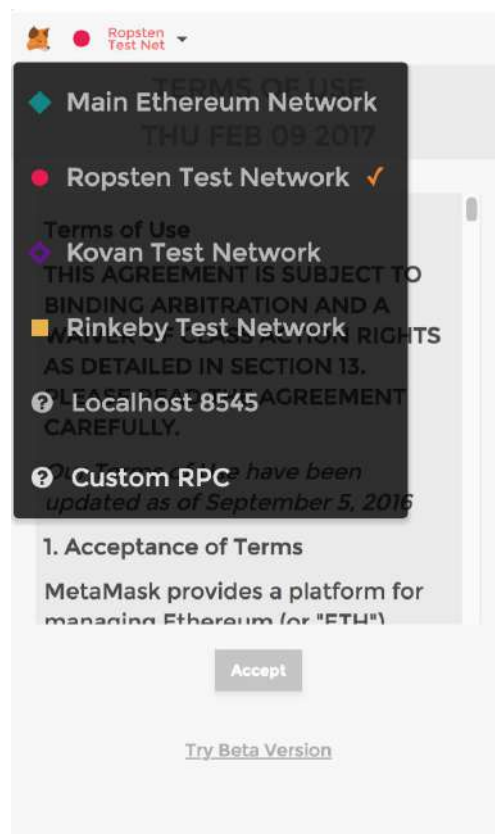 Ropsten
Test Net
TERMS OF USE
THU FEB 09 2017
Main Ethereum Network
Ropsten Test Network
Terms of Use
Kovan Test Network
THIS AGREEMENT IS SUBJECT TO
BINDING ARBITRATION AND A
Rinkeby Test Network
WAIVER OF CLASS ACTION RIGHTS
AS DETAILED IN SECTION 13.
PLEASE READ THE AGREEMENT
Localhost 8545
CAREFULLY.
Our Terms of Use have been
Custom RPC
updated as of September 5, 2016
1. Acceptance of Terms
MetaMask provides a platform for
managing Ethereum (or "ETH")
Accept
Try Beta Version